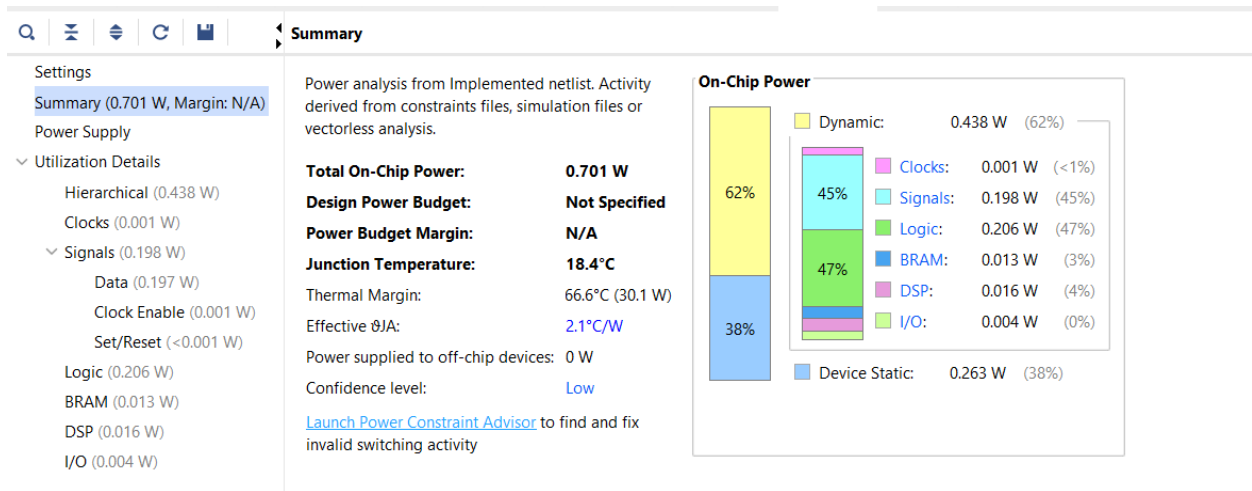 Summary
Settings
Summary (0.701 W, Margin: N/A)
Power Supply
Utilization Details
Hierarchical (0.438 W)
Clocks (0.001 W)
Signals (0.198 W)
Data (0.197 W)
Clock Enable (0.001 W)
Set/Reset (<0.001 W)
Logic (0.206 W)
BRAM (0.013 W)
DSP (0.016 W)
I/O (0.004 W)
Power analysis from Implemented netlist. Activity
derived from constraints files, simulation files or
vectorless analysis.
Total On-Chip Power: 0.701 W
Design Power Budget: Not Specified
Power Budget Margin: N/A
Junction Temperature: 18.4°C
Thermal Margin: 66.6°C (30.1 W)
Effective ϑJA: 2.1°C/W
Power supplied to off-chip devices: 0 W
Confidence level: Low
Launch Power Constraint Advisor to find and fix
invalid switching activity
On-Chip Power
62%
38%
Dynamic: 0.438 W (62%)
45%
47%
Clocks: 0.001 W (<1%)
Signals: 0.198 W (45%)
Logic: 0.206 W (47%)
BRAM: 0.013 W (3%)
DSP: 0.016 W (4%)
I/O: 0.004 W (0%)
Device Static: 0.263 W (38%)